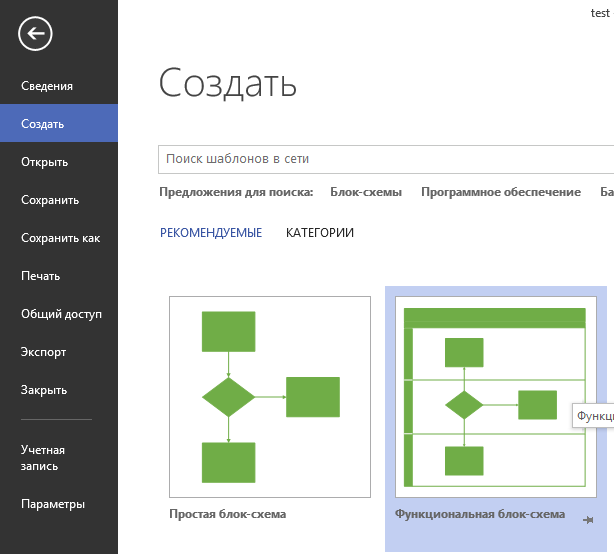 test
Сведения
Создать
Открыть
Сохранить
Сохранить как
Печать
Общий доступ
Экспорт
Закрыть
Учетная
запись
Параметры
Создать
Поиск шаблонов в сети
Предложения для поиска: Блок-схемы Программное обеспечение Ба
РЕКОМЕНДУЕМЫЕ КАТЕГОРИИ
Функци
Простая блок-схема Функциональная блок-схема